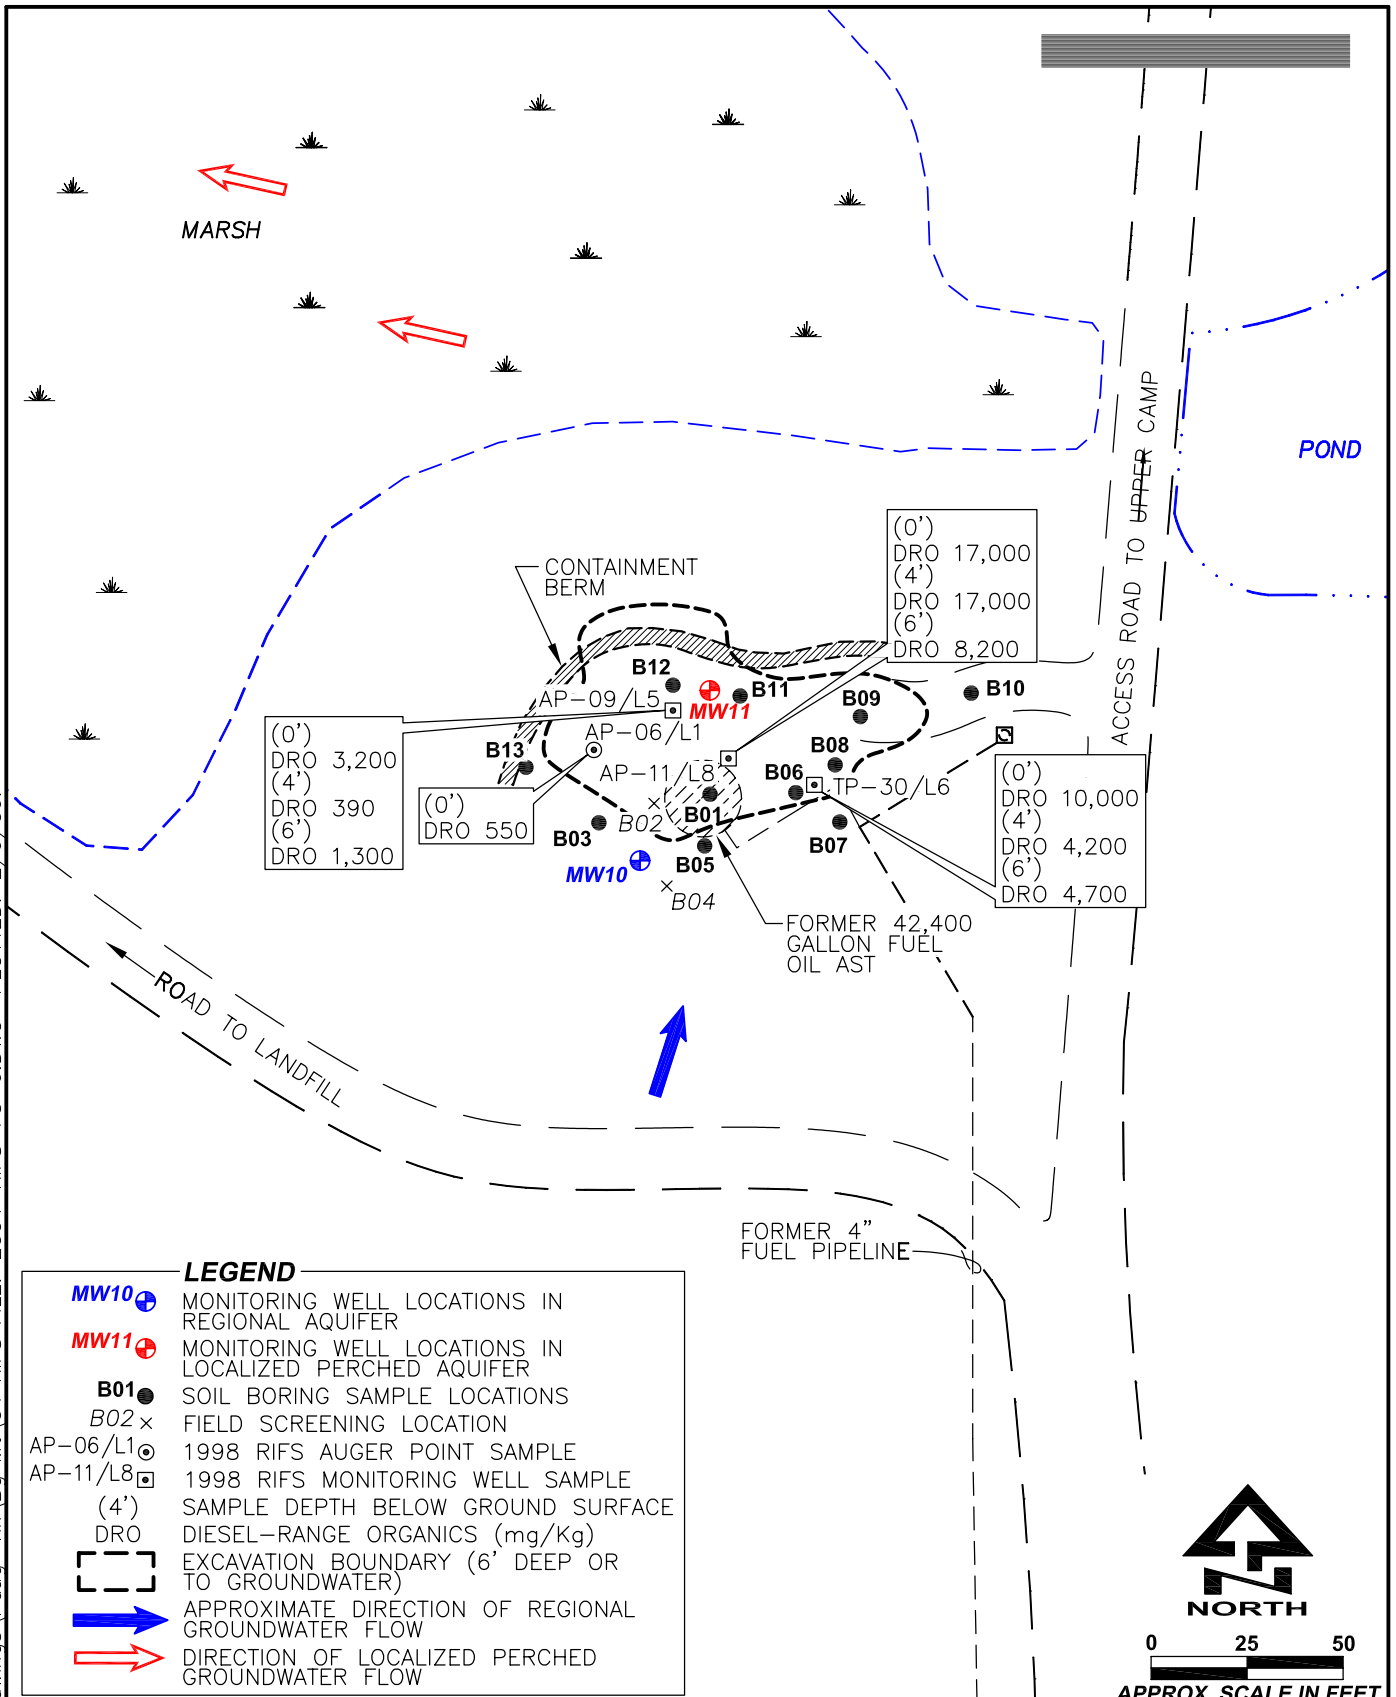 MARSH
POND
ACCESS ROAD TO UPPER CAMP
CONTAINMENT
BERM
(0')
DRO 17,000
(4')
DRO 17,000
(6')
DRO 8,200
B12
B11
B10
B09
AP-09/L5
MW11
AP-06/L1
B13
AP-11/L8
B08
B06
TP-30/L6
B01
B02
B03
B05
B07
MW10
B04
(0')
DRO 3,200
(4')
DRO 390
(6')
DRO 1,300
(0')
DRO 550
(0')
DRO 10,000
(4')
DRO 4,200
(6')
DRO 4,700
FORMER 42,400
GALLON FUEL
OIL AST
ROAD TO LANDFILL
FORMER 4"
FUEL PIPELINE
LEGEND
MW10 MONITORING WELL LOCATIONS IN
REGIONAL AQUIFER
MW11 MONITORING WELL LOCATIONS IN
LOCALIZED PERCHED AQUIFER
B01 SOIL BORING SAMPLE LOCATIONS
B02 × FIELD SCREENING LOCATION
AP-06/L1 1998 RIFS AUGER POINT SAMPLE
AP-11/L8 1998 RIFS MONITORING WELL SAMPLE
(4') SAMPLE DEPTH BELOW GROUND SURFACE
DRO DIESEL-RANGE ORGANICS (mg/Kg)
EXCAVATION BOUNDARY (6' DEEP OR
TO GROUNDWATER)
APPROXIMATE DIRECTION OF REGIONAL
GROUNDWATER FLOW
DIRECTION OF LOCALIZED PERCHED
GROUNDWATER FLOW
NORTH
0 25 50
APPROX. SCALE IN FEET